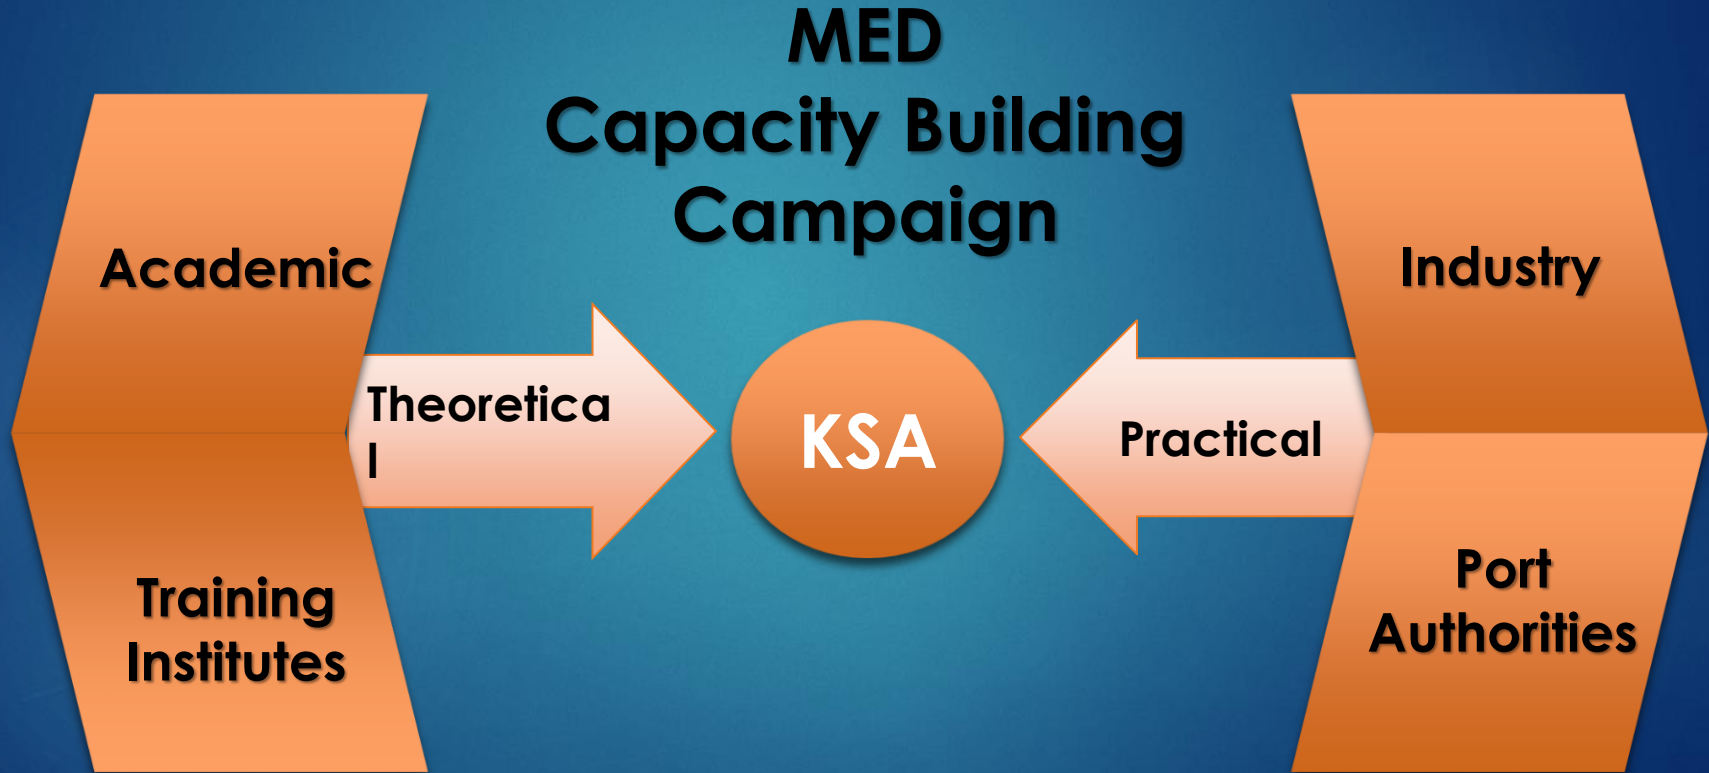 MED
Capacity Building
Campaign
Academic
Industry
Theoretica
l
KSA
Practical
Training
Institutes
Port
Authorities